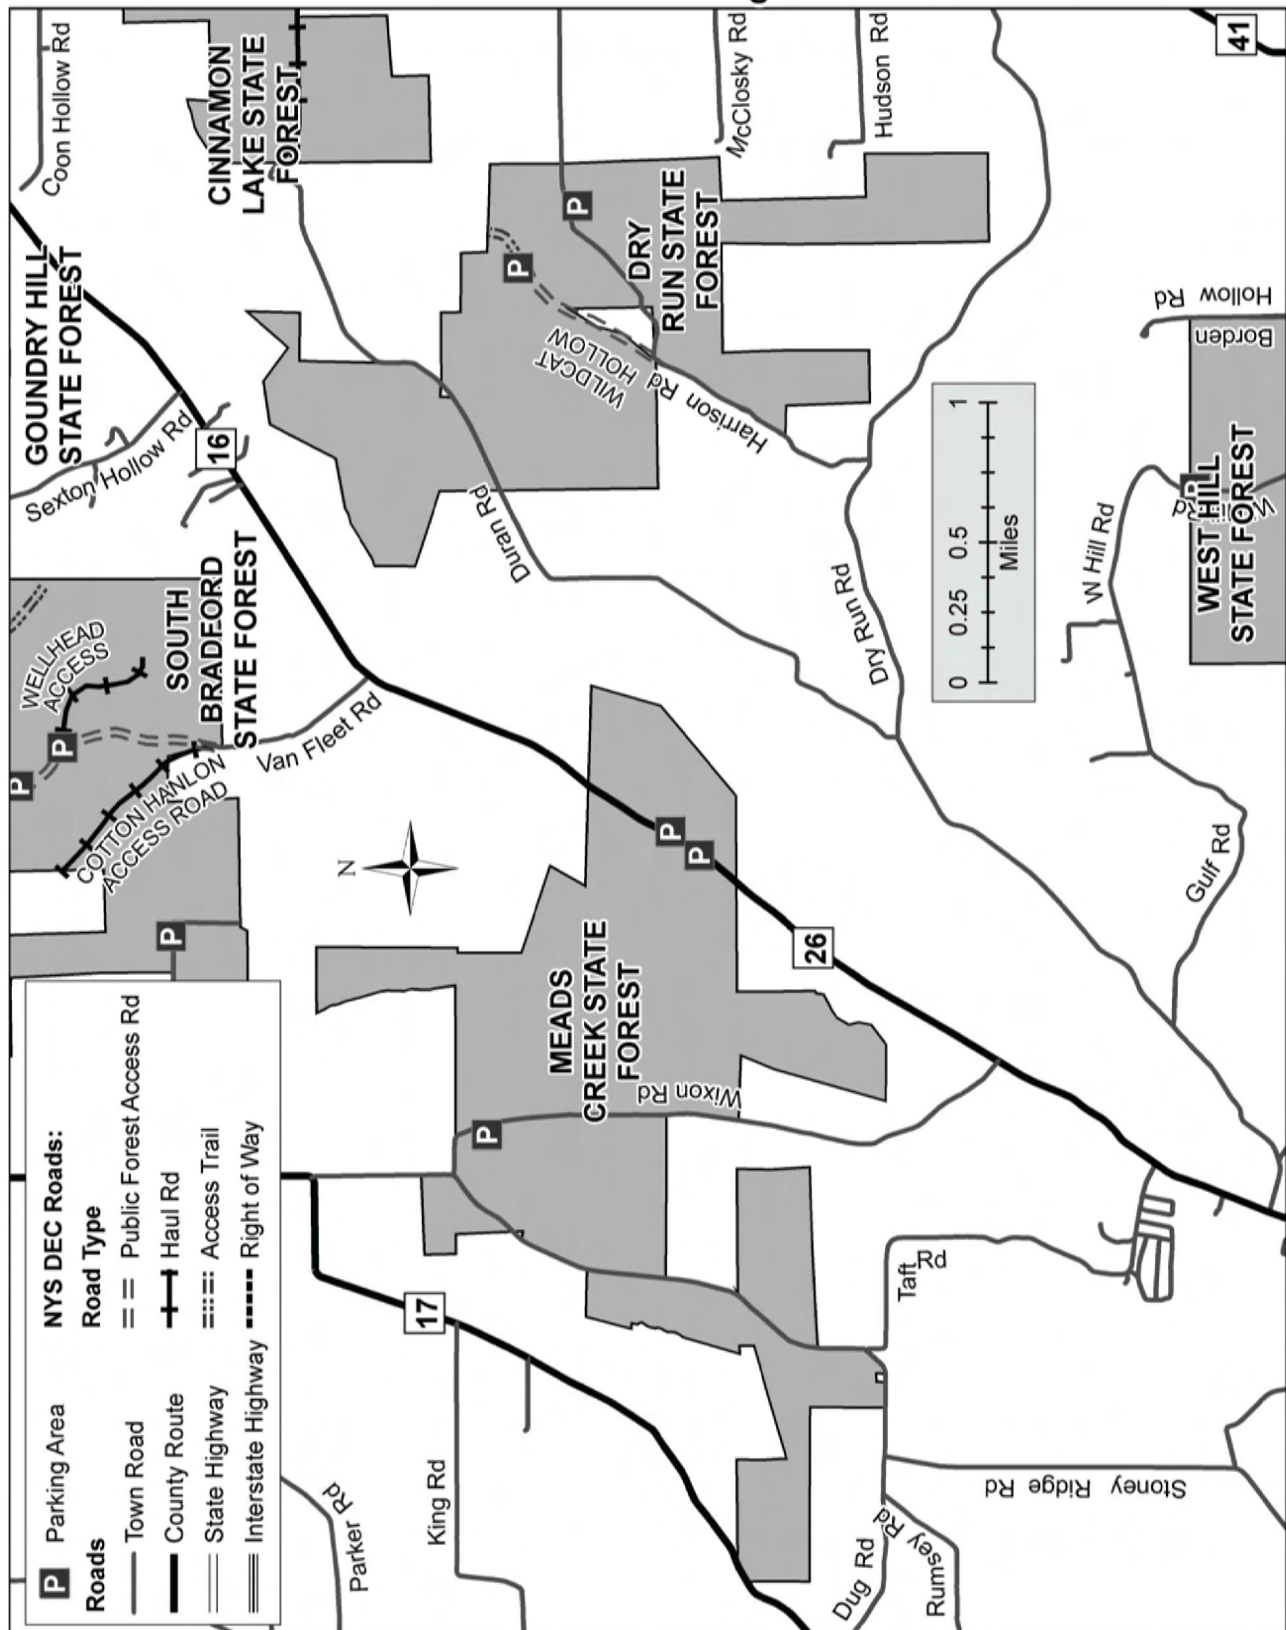 P Parking Area
Roads
Town Road
County Route
State Highway
Interstate Highway
NYS DEC Roads:
Road Type
Public Forest Access Rd
Haul Rd
Access Trail
Right of Way
Parker Rd
King Rd
17
Dug Rd
Rumsey Rd
Stoney Ridge Rd
Taft Rd
P
P
P
COTTON HANLON
ACCESS ROAD
WELLHEAD
ACCESS
SOUTH
BRADFORD
STATE FOREST
Van Fleet Rd
N
MEADS
CREEK STATE
FOREST
P
Wixon Rd
P
P
26
Gulf Rd
GOUNDRY HILL
STATE FOREST
Sexton Hollow Rd
16
Coon Hollow Rd
CINNAMON
LAKE STATE
FOREST
Duran Rd
WILDCAT
HOLLOW
P
P
DRY
RUN STATE
FOREST
Harrison Rd
McClosky Rd
Hudson Rd
Dry Run Rd
0 0.25 0.5 1
Miles
W Hill Rd
W Hill Rd
P
WEST HILL
STATE FOREST
Borden
Hollow Rd
41